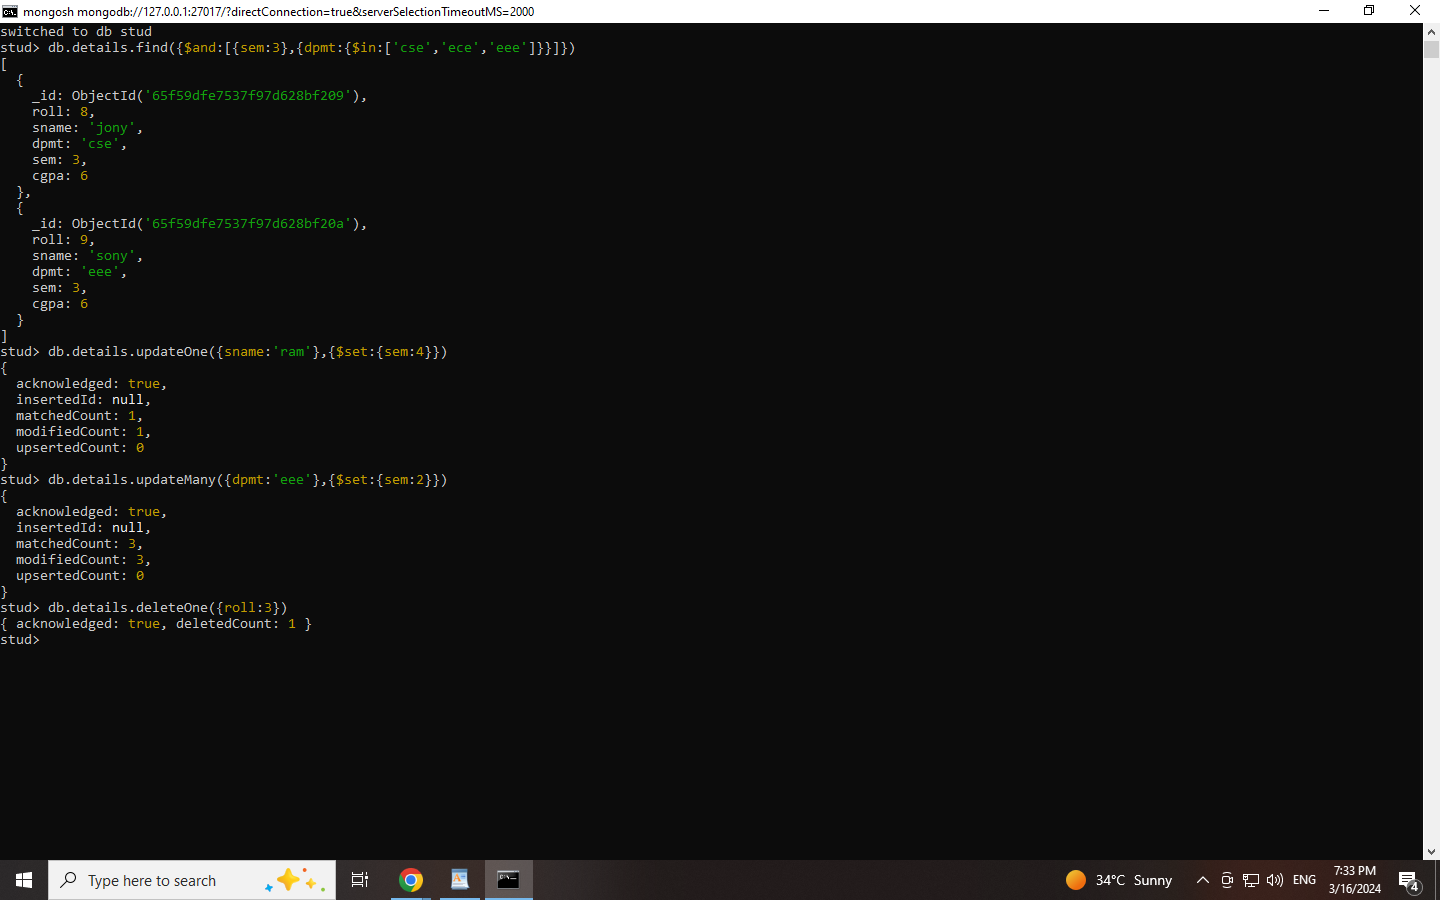 mongosh mongodb://127.0.0.1:27017/?directConnection=true&serverSelectionTimeoutMS=2000
switched to db stud
stud> db.details.find({$and:[{sem:3},{dpmt:{$in:['cse','ece','eee']}}]})
[
  {
    _id: ObjectId('65f59dfe7537f97d628bf209'),
    roll: 8,
    sname: 'jony',
    dpmt: 'cse',
    sem: 3,
    cgpa: 6
  },
  {
    _id: ObjectId('65f59dfe7537f97d628bf20a'),
    roll: 9,
    sname: 'sony',
    dpmt: 'eee',
    sem: 3,
    cgpa: 6
  }
]
stud> db.details.updateOne({sname:'ram'},{$set:{sem:4}})
{
  acknowledged: true,
  insertedId: null,
  matchedCount: 1,
  modifiedCount: 1,
  upsertedCount: 0
}
stud> db.details.updateMany({dpmt:'eee'},{$set:{sem:2}})
{
  acknowledged: true,
  insertedId: null,
  matchedCount: 3,
  modifiedCount: 3,
  upsertedCount: 0
}
stud> db.details.deleteOne({roll:3})
{ acknowledged: true, deletedCount: 1 }
stud>
Type here to search
34°C Sunny
ENG
7:33 PM
3/16/2024
4